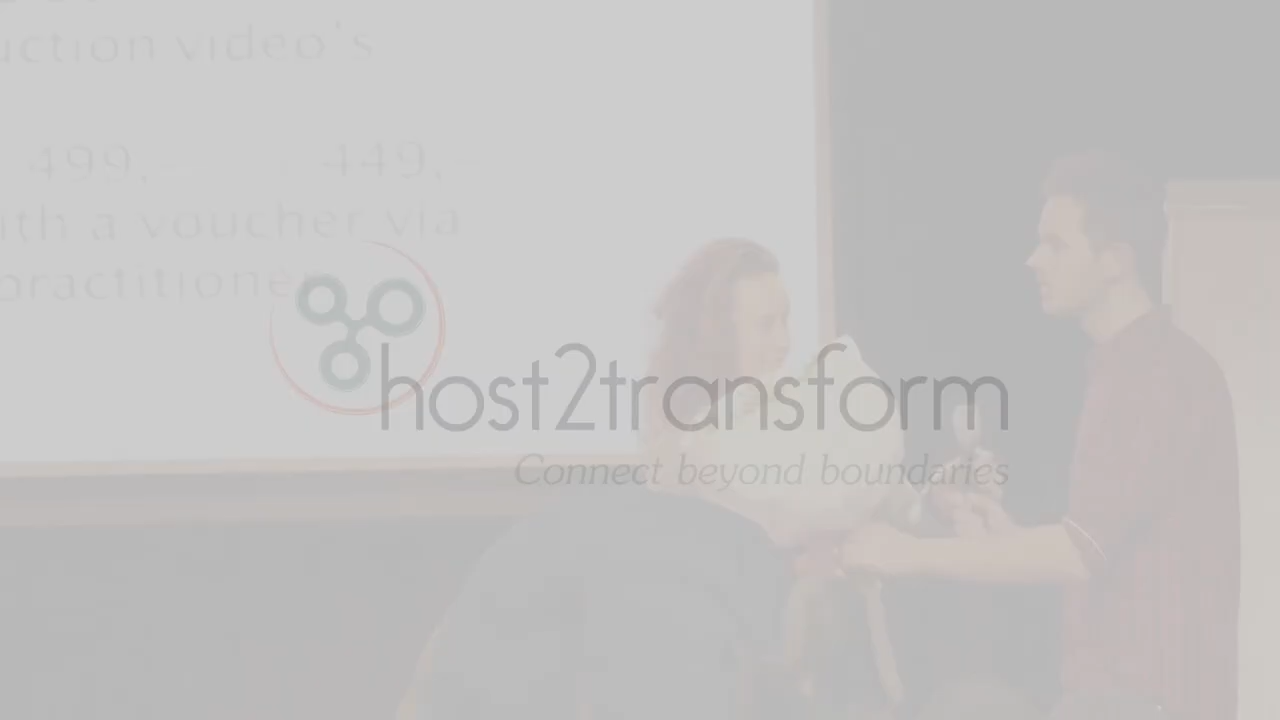 uction video's
499,- 449,-
ith a voucher via
practitioner
host2transform
Connect beyond boundaries